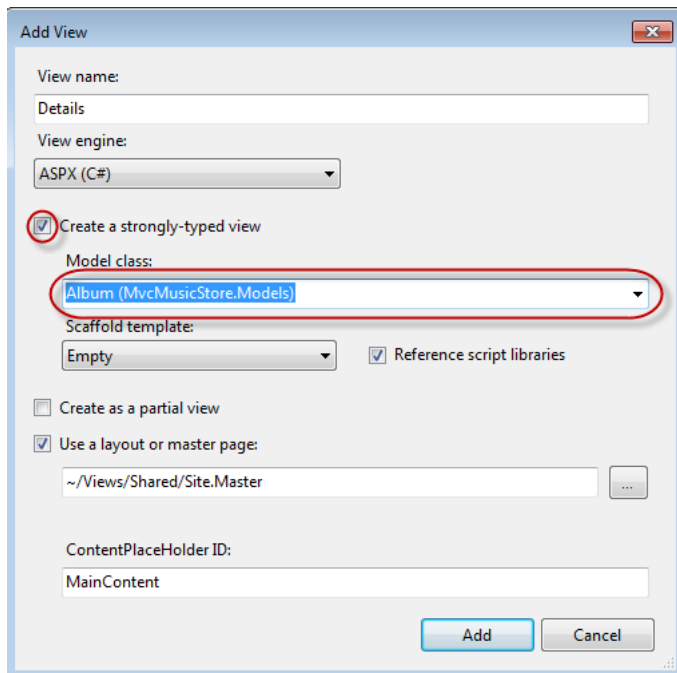 Add View
View name:
Details
View engine:
ASPX (C#)
Create a strongly-typed view
Model class:
Album (MvcMusicStore.Models)
Scaffold template:
Empty
Reference script libraries
Create as a partial view
Use a layout or master page:
~/Views/Shared/Site.Master
...
ContentPlaceHolder ID:
MainContent
Add
Cancel